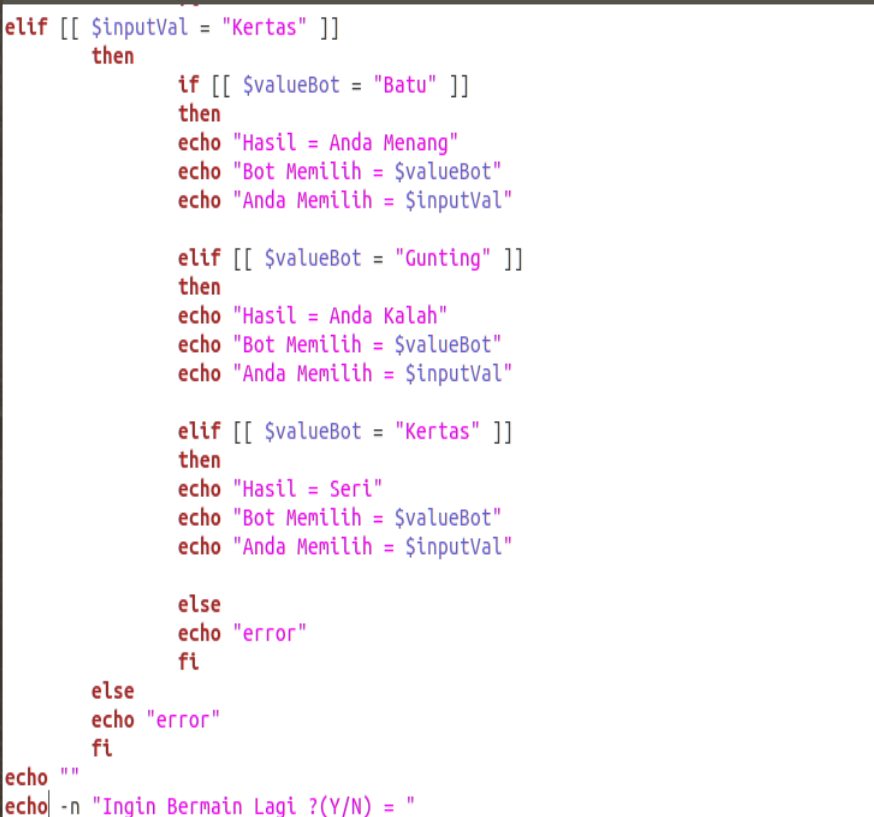 elif [[ $inputVal = "Kertas" ]]
then
if [[ $valueBot = "Batu" ]]
then
echo "Hasil = Anda Menang"
echo "Bot Memilih = $valueBot"
echo "Anda Memilih = $inputVal"
elif [[ $valueBot = "Gunting" ]]
then
echo "Hasil = Anda Kalah"
echo "Bot Memilih = $valueBot"
echo "Anda Memilih = $inputVal"
elif [[ $valueBot = "Kertas" ]]
then
echo "Hasil = Seri"
echo "Bot Memilih = $valueBot"
echo "Anda Memilih = $inputVal"
else
echo "error"
fi
else
echo "error"
fi
echo ""
echo -n "Ingin Bermain Lagi ?(Y/N) = "